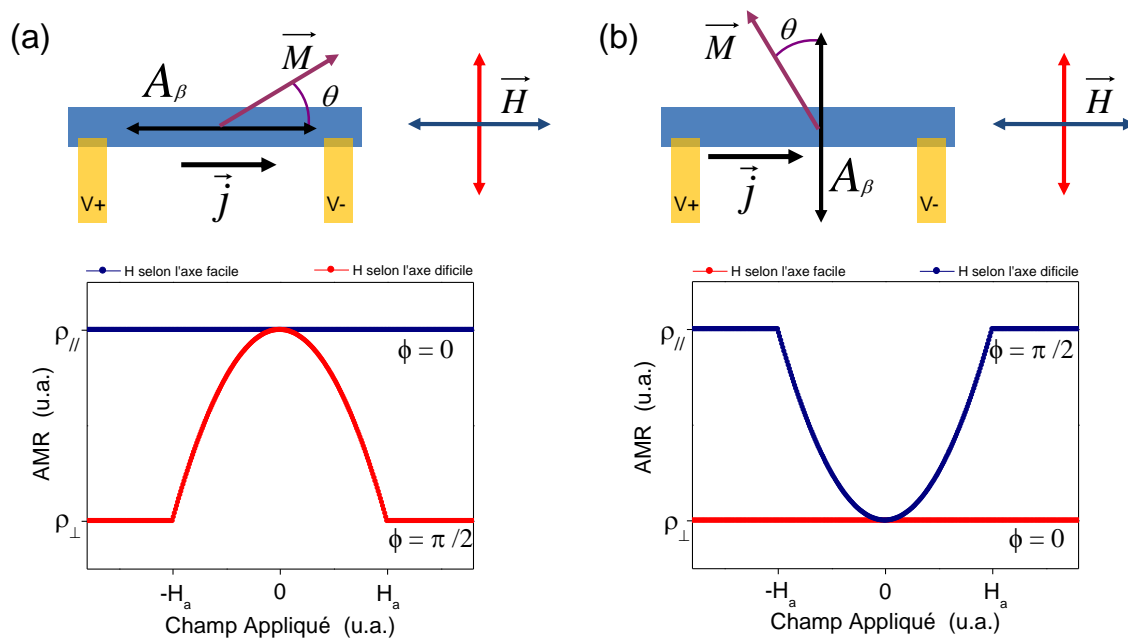 (a)
M
A_β
θ
H
j
V+
V-
H selon l'axe facile
H selon l'axe dificile
ρ_//
ϕ = 0
AMR (u.a.)
ρ_⊥
ϕ = π /2
-H_a
0
H_a
Champ Appliqué (u.a.)
(b)
M
θ
H
j
A_β
V+
V-
H selon l'axe facile
H selon l'axe dificile
ρ_//
ϕ = π /2
AMR (u.a.)
ρ_⊥
ϕ = 0
-H_a
0
H_a
Champ Appliqué (u.a.)